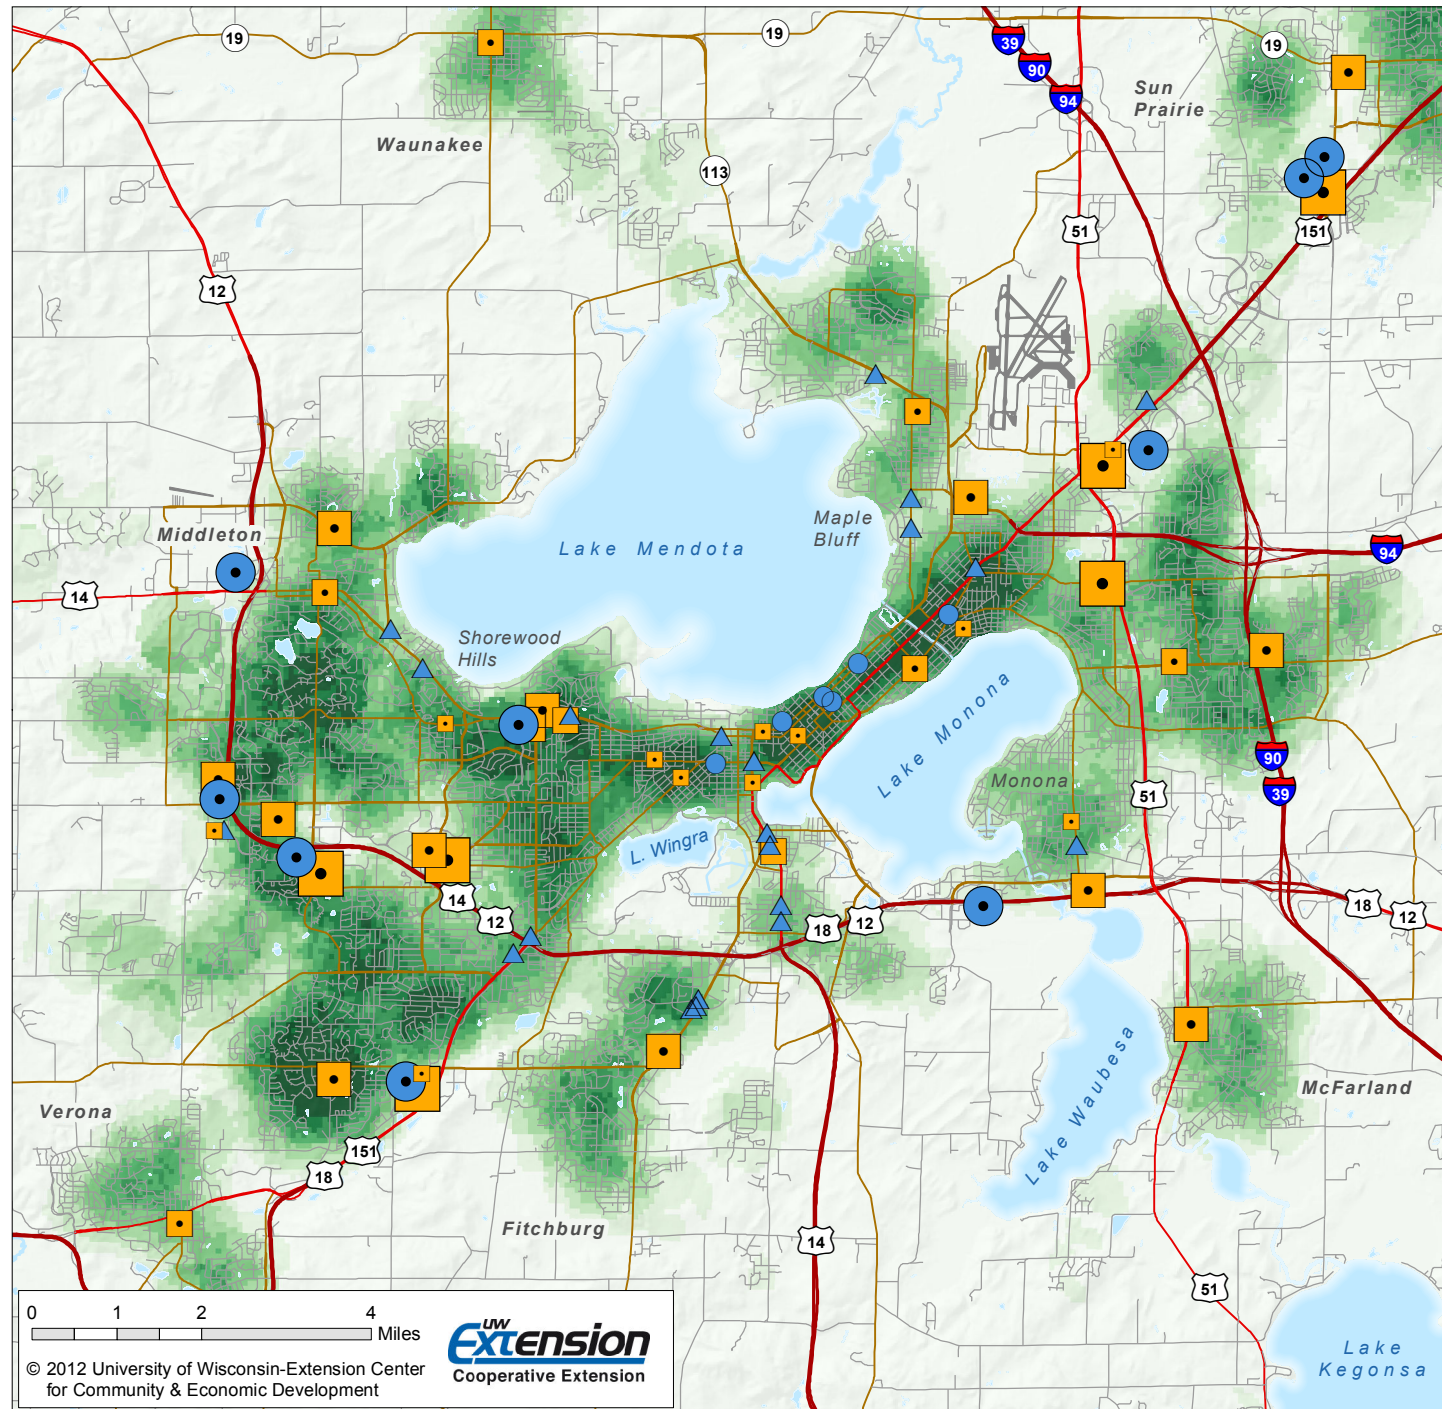 19
19
39
90
94
19
Sun
Prairie
Waunakee
113
51
151
12
Maple
Bluff
Lake Mendota
Middleton
94
14
Shorewood
Hills
Lake Monona
90
39
Monona
51
L. Wingra
14
12
18
12
18
12
Lake Waubesa
McFarland
Verona
151
18
Fitchburg
14
51
Lake
Kegonsa
0 1 2 4
Miles
© 2012 University of Wisconsin-Extension Center
for Community & Economic Development
UW
Extension
Cooperative Extension